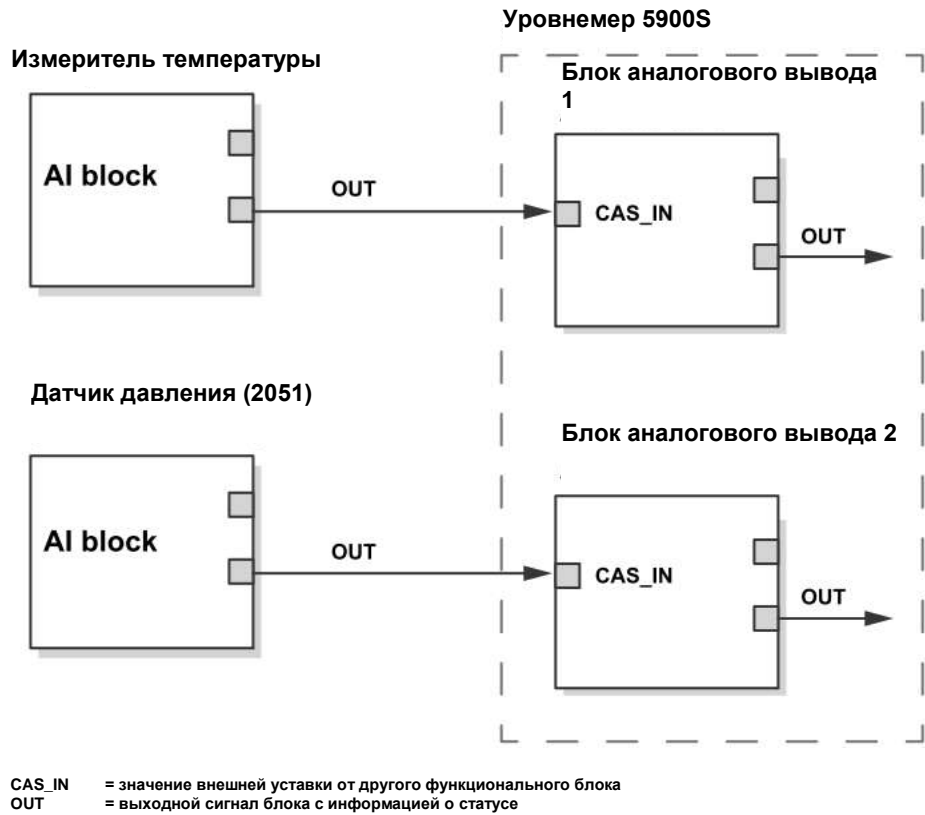 Уровнемер 5900S
Измеритель температуры
Блок аналогового вывода
1
AI block
OUT
CAS_IN
OUT
Датчик давления (2051)
Блок аналогового вывода 2
AI block
OUT
CAS_IN
OUT
CAS_IN = значение внешней уставки от другого функционального блока
OUT = выходной сигнал блока с информацией о статусе